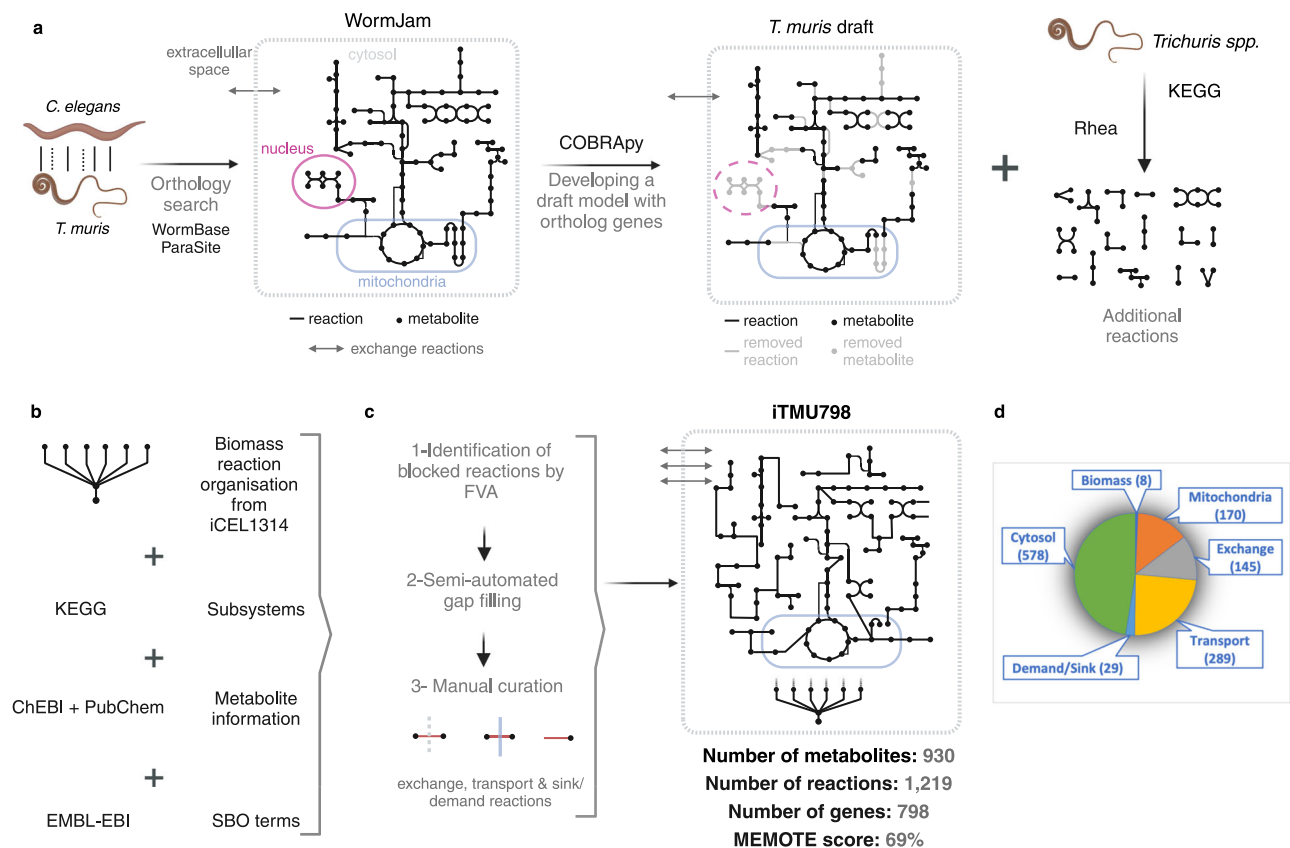 a
WormJam
T. muris draft
Trichuris spp.
extracellular
space
cytosol
C. elegans
KEGG
COBRApy
Rhea
nucleus
+
Orthology
search
Developing a
draft model with
ortholog genes
T. muris
WormBase
ParaSite
mitochondria
reaction
metabolite
exchange reactions
reaction
metabolite
removed
reaction
removed
metabolite
Additional
reactions
b
Biomass
reaction
organisation
from
iCEL1314
+
KEGG
Subsystems
+
ChEBI + PubChem
Metabolite
information
+
EMBL-EBI
SBO terms
c
1-Identification of
blocked reactions by
FVA
2-Semi-automated
gap filling
3- Manual curation
exchange, transport & sink/
demand reactions
iTMU798
Number of metabolites: 930
Number of reactions: 1,219
Number of genes: 798
MEMOTE score: 69%
d
Biomass (8)
Mitochondria
(170)
Cytosol
(578)
Exchange
(145)
Transport
(289)
Demand/Sink (29)